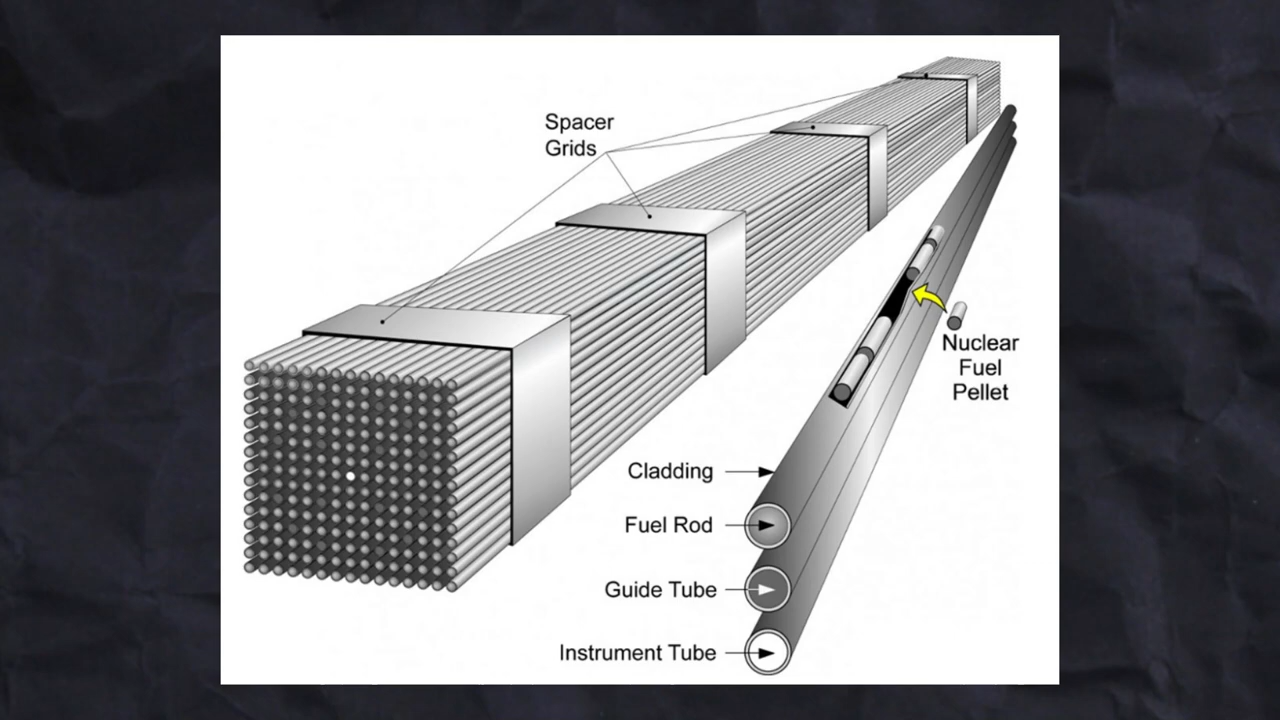 Spacer
Grids
Nuclear
Fuel
Pellet
Cladding
Fuel Rod
Guide Tube
Instrument Tube